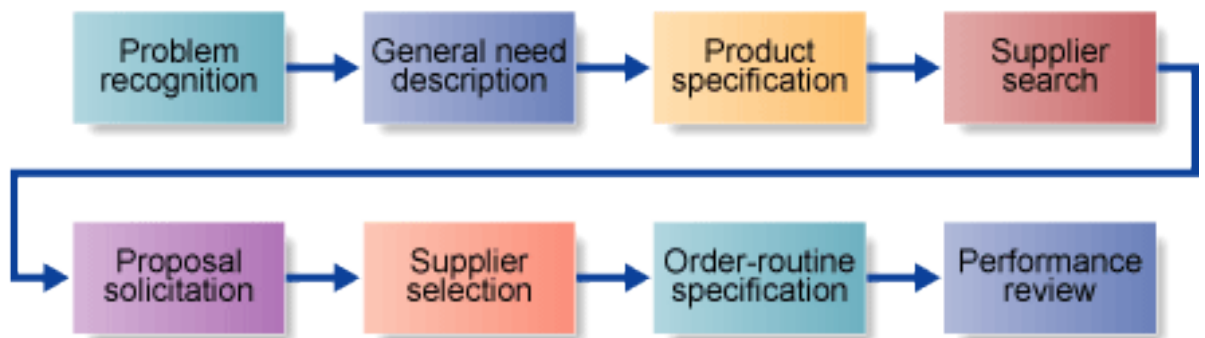 Problem
recognition
General need
description
Product
specification
Supplier
search
Proposal
solicitation
Supplier
selection
Order-routine
specification
Performance
review